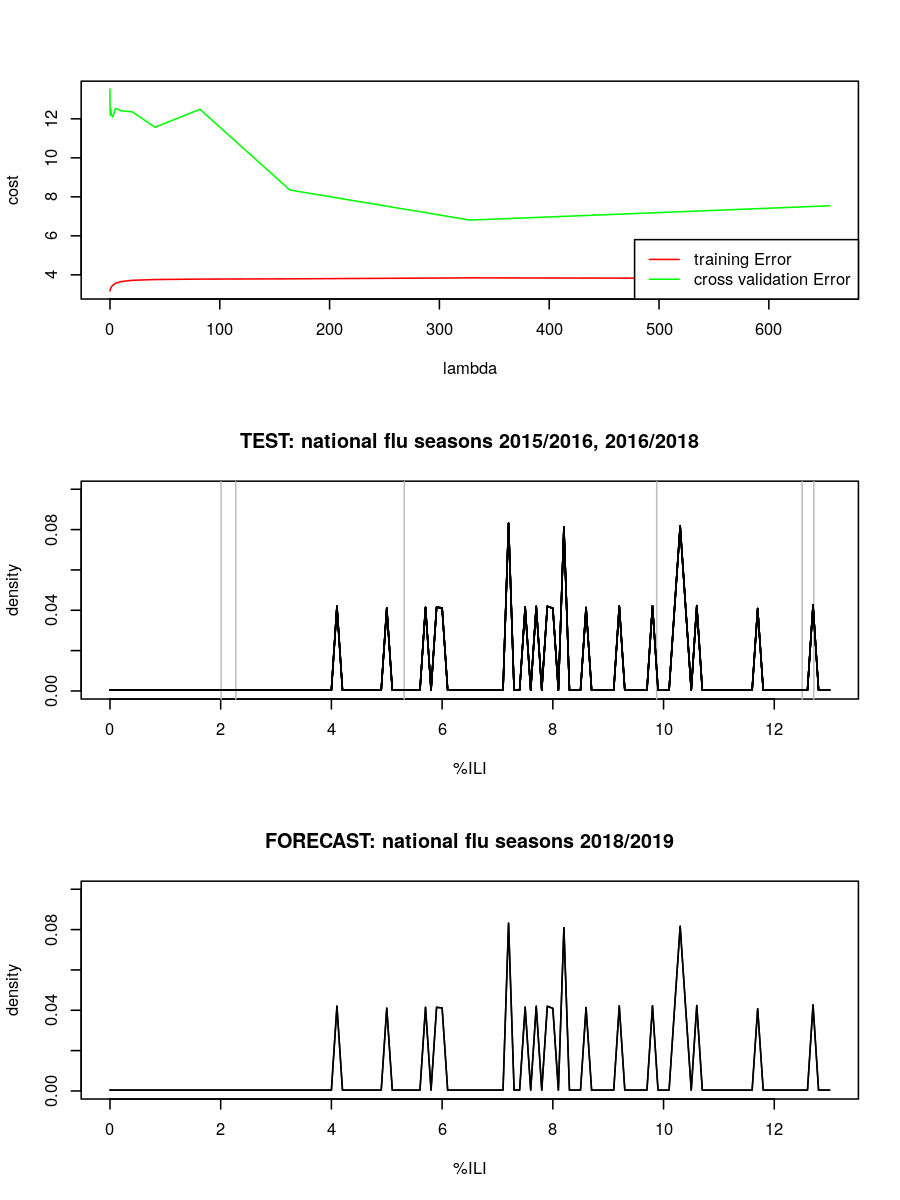 cost
12
10
8
6
4
training Error
cross validation Error
0 100 200 300 400 500 600
lambda
TEST: national flu seasons 2015/2016, 2016/2018
density
0.08
0.04
0.00
0 2 4 6 8 10 12
%ILI
FORECAST: national flu seasons 2018/2019
density
0.08
0.04
0.00
0 2 4 6 8 10 12
%ILI